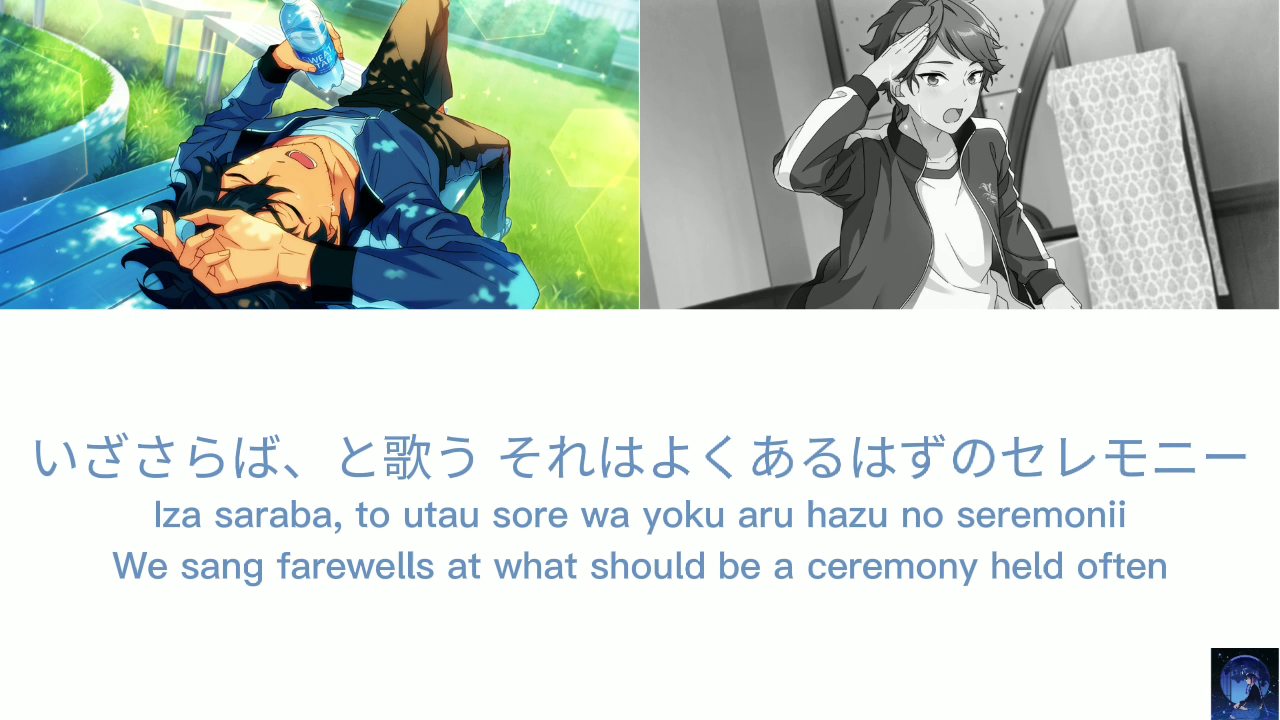 WEAT
TAR
いざさらば、と歌う それはよくあるはずのセレモニー
Iza saraba, to utau sore wa yoku aru hazu no seremonii
We sang farewells at what should be a ceremony held often